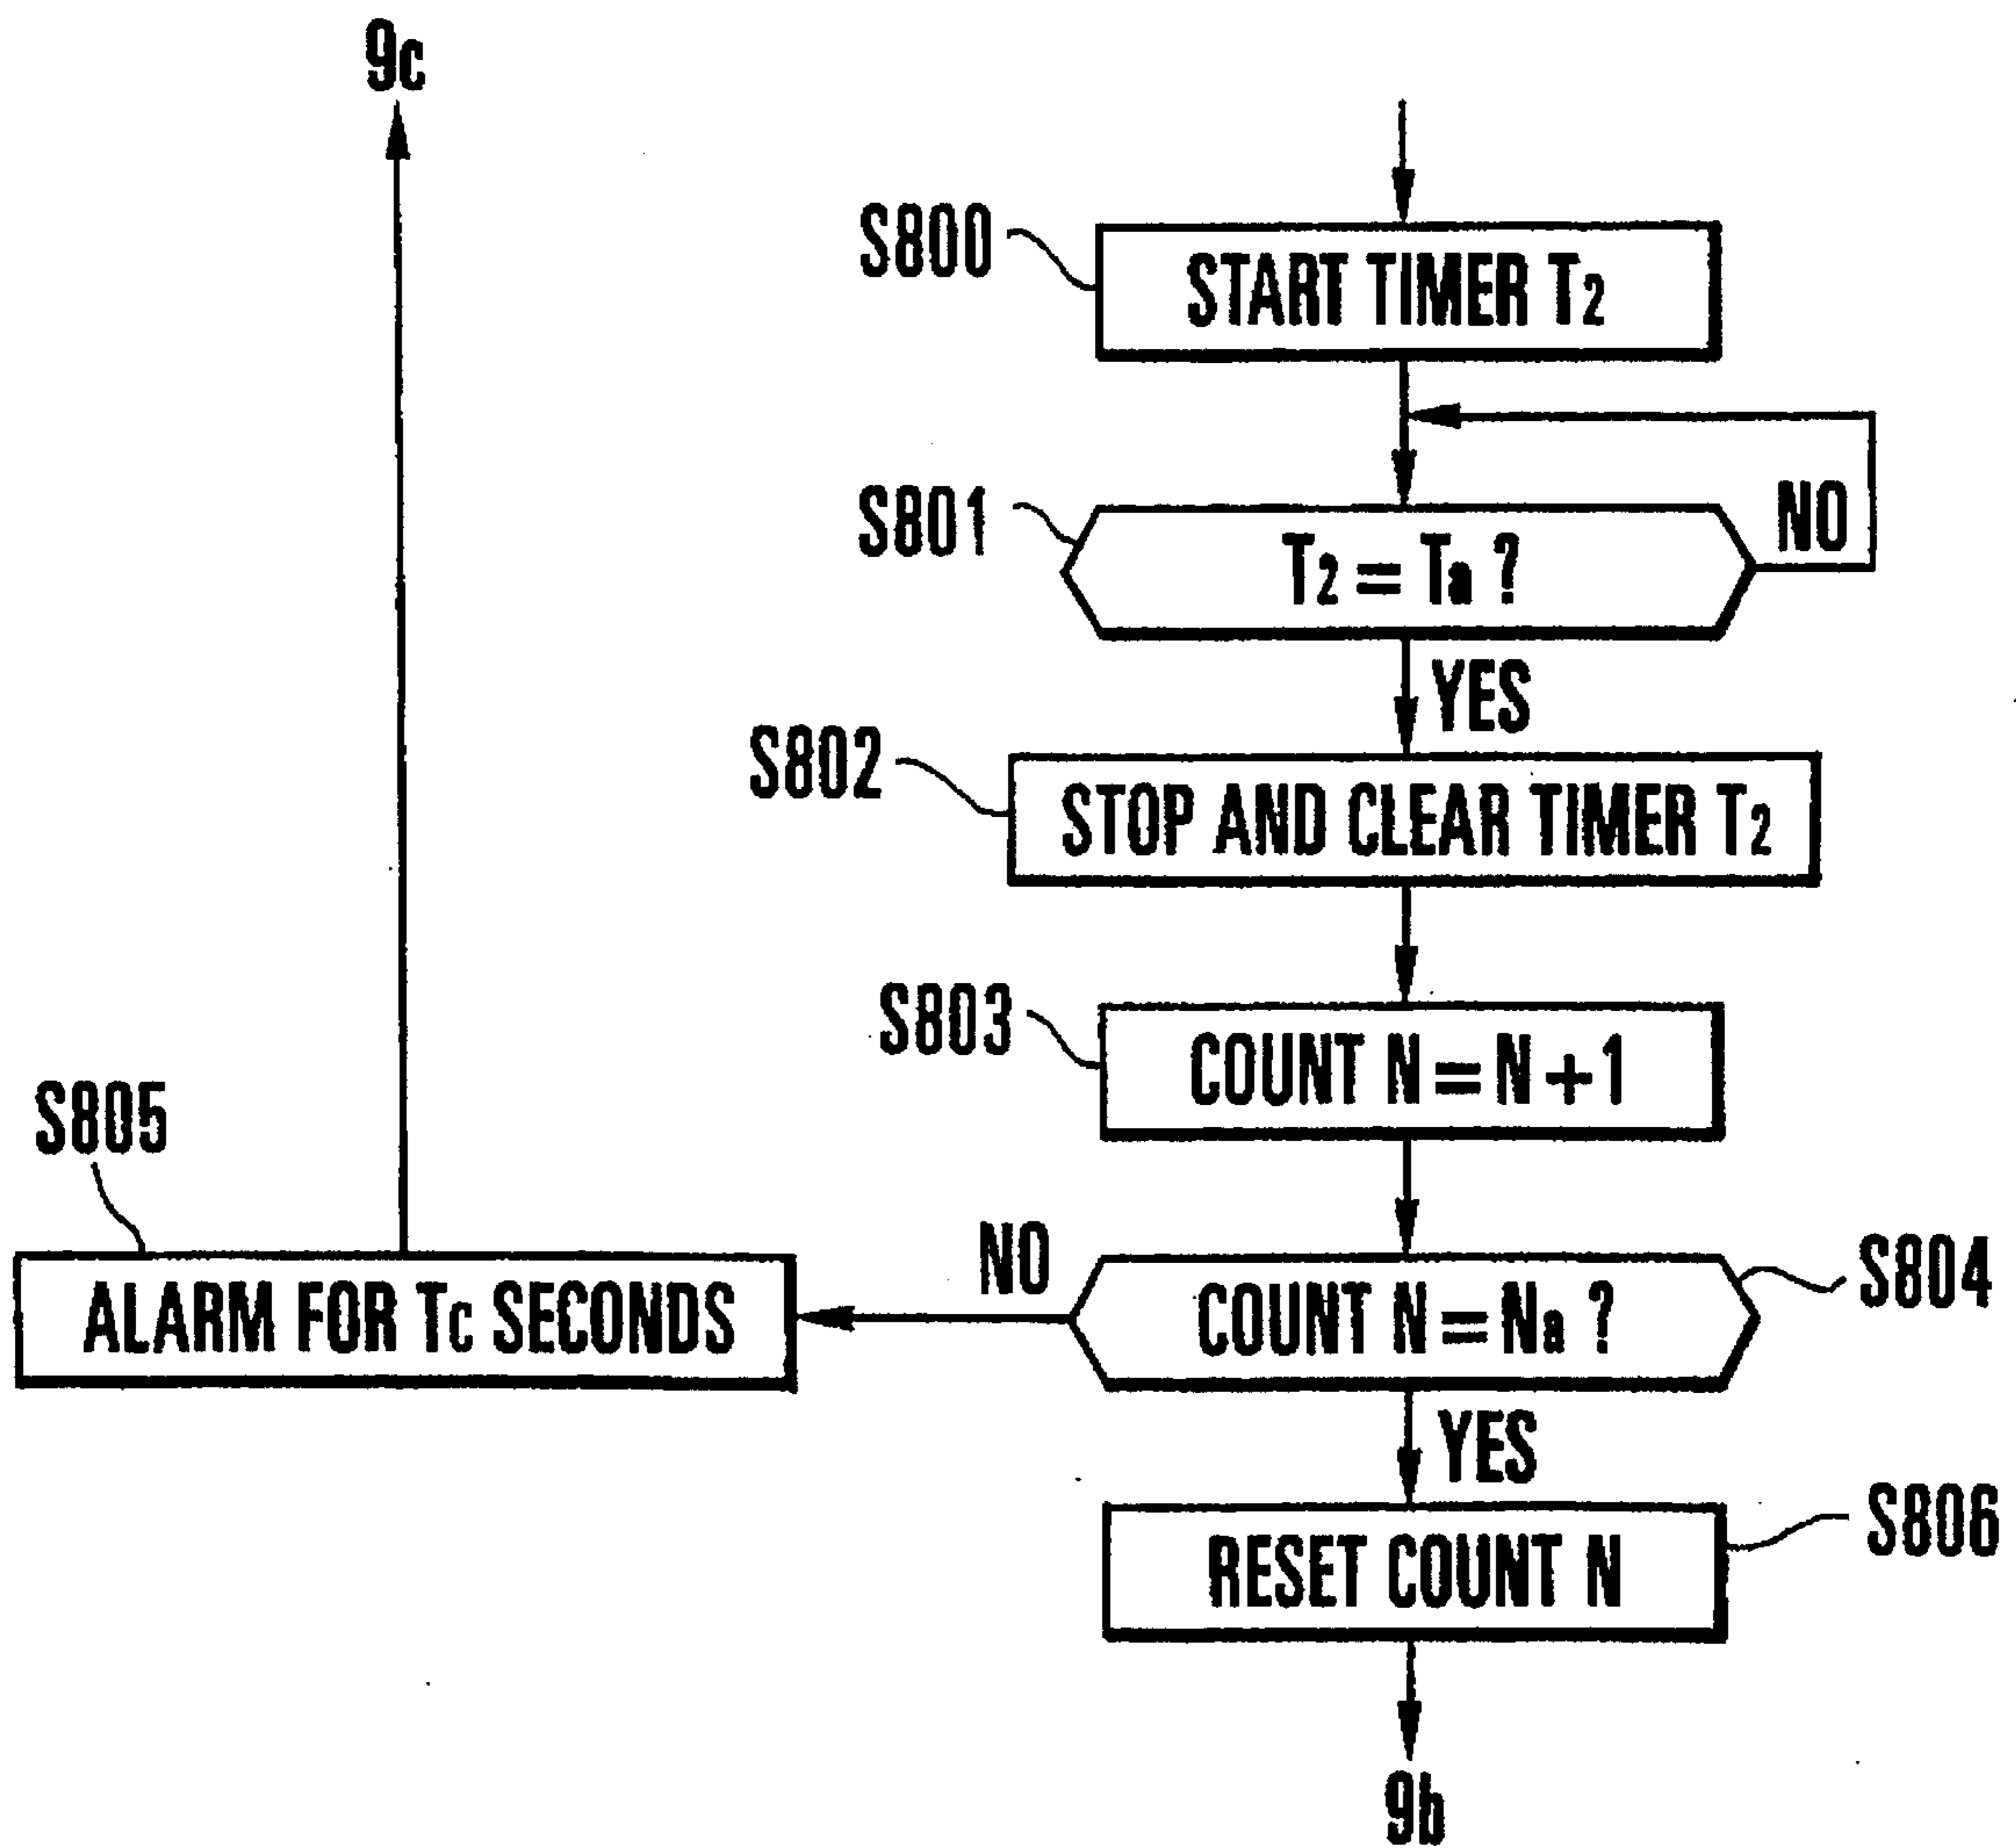 9c
S800
START TIMER T2
S801
T2 = Ta ?
NO
YES
S802
STOP AND CLEAR TIMER T2
S803
COUNT N = N + 1
S805
ALARM FOR TC SECONDS
NO
COUNT N = Na ?
S804
YES
RESET COUNT N
S806
9b